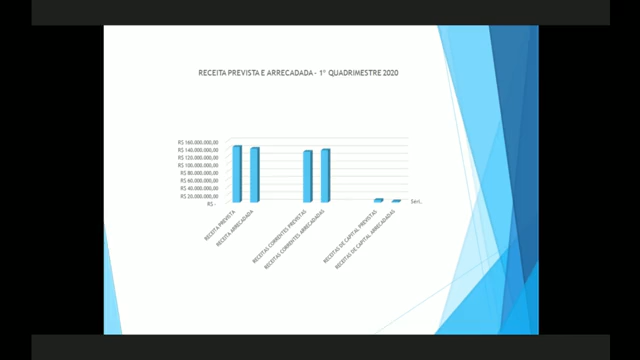 RECEITA PREVISTA E ARRECADADA - 1º QUADRIMESTRE 2020
R$ 160.000.000,00
R$ 140.000.000,00
R$ 120.000.000,00
R$ 100.000.000,00
R$ 80.000.000,00
R$ 60.000.000,00
R$ 40.000.000,00
R$ 20.000.000,00
R$ -
RECEITA PREVISTA
RECEITA ARRECADADA
RECEITAS CORRENTES PREVISTAS
RECEITAS CORRENTES ARRECADADAS
RECEITAS DE CAPITAL PREVISTAS
RECEITAS DE CAPITAL ARRECADADAS